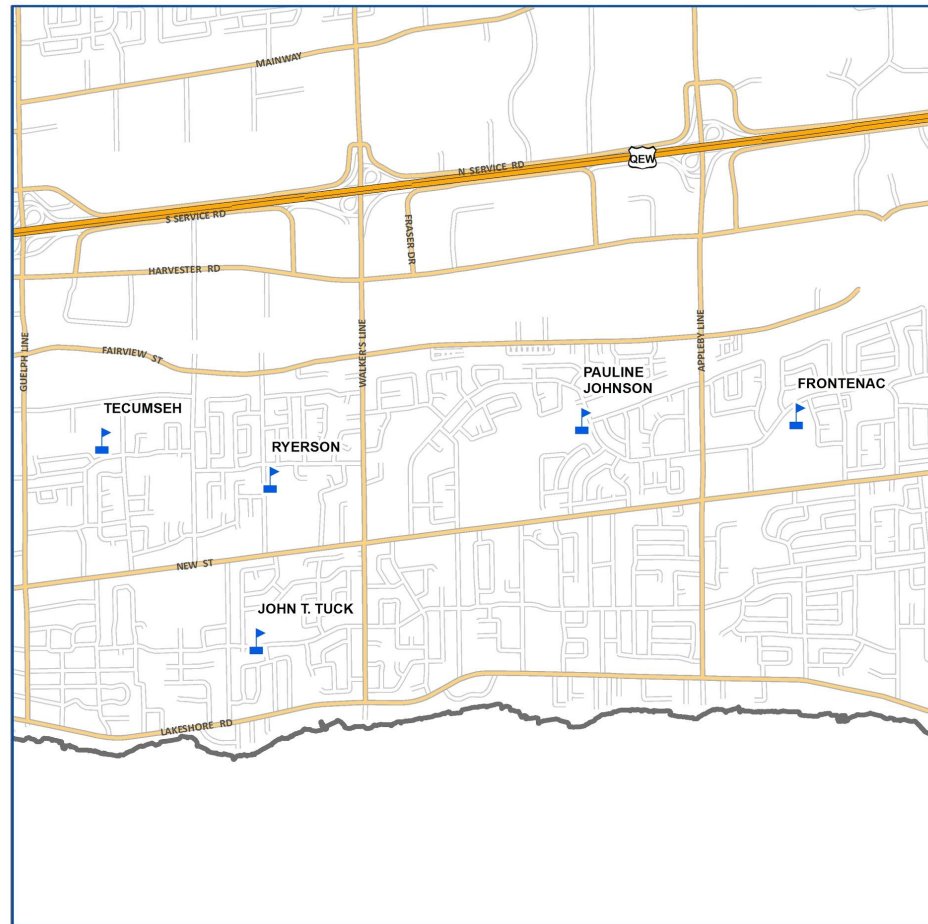 MAINWAY
QEW
N SERVICE RD
S SERVICE RD
FRASER DR
HARVESTER RD
GUELPH LINE
WALKER'S LINE
APPLEBY LINE
FAIRVIEW ST
PAULINE
JOHNSON
FRONTENAC
TECUMSEH
RYERSON
NEW ST
JOHN T. TUCK
LAKESHORE RD